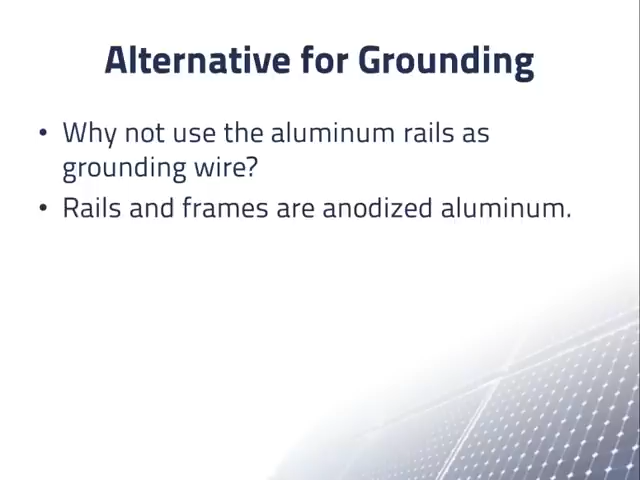 Alternative for Grounding
• Why not use the aluminum rails as
grounding wire?
• Rails and frames are anodized aluminum.